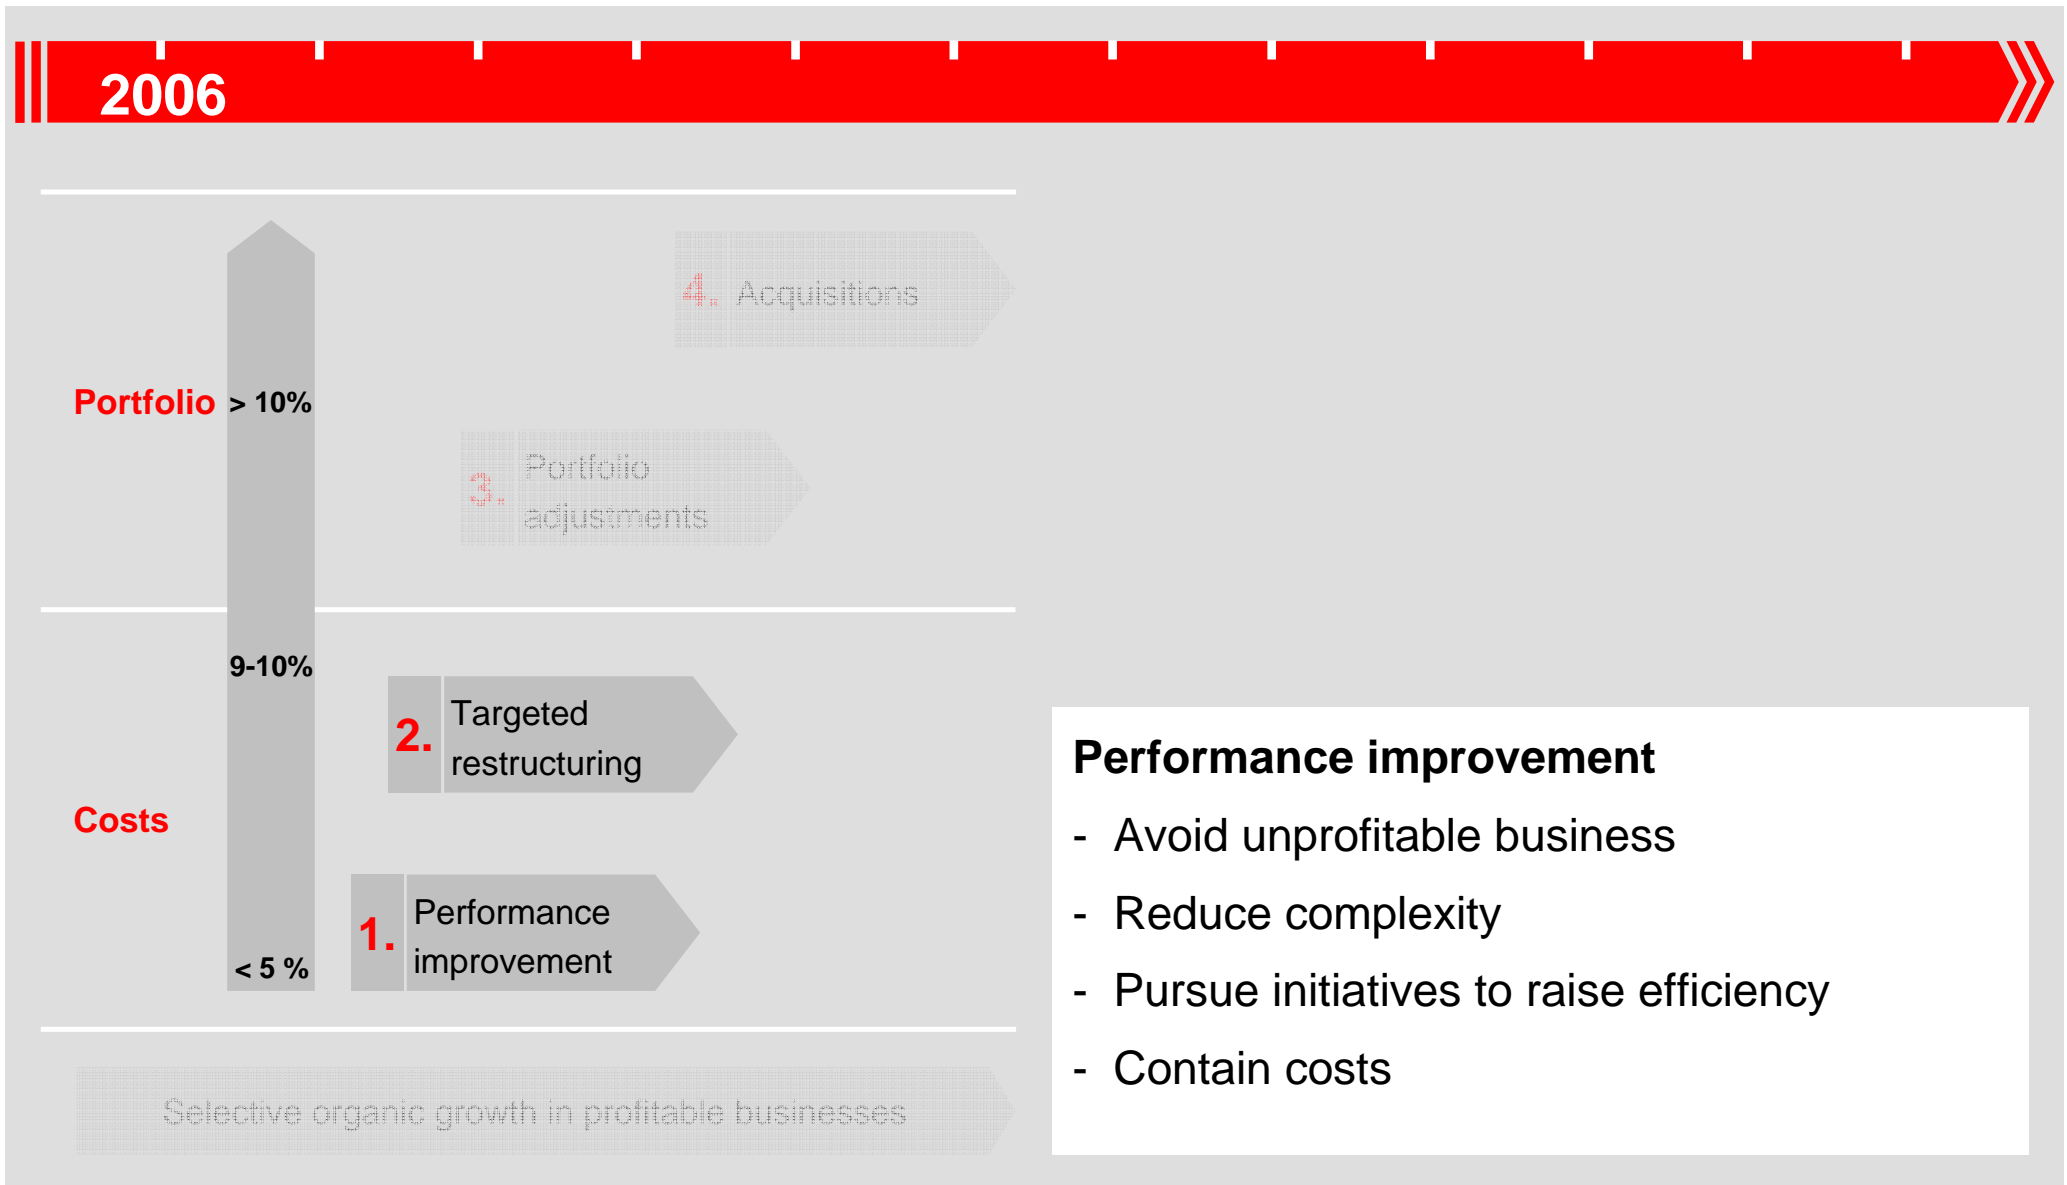 2006
4. Acquisitions
Portfolio > 10%
3. Portfolio
adjustments
9-10%
2. Targeted
restructuring
Costs
1. Performance
improvement
< 5 %
Selective organic growth in profitable businesses
Performance improvement
- Avoid unprofitable business
- Reduce complexity
- Pursue initiatives to raise efficiency
- Contain costs